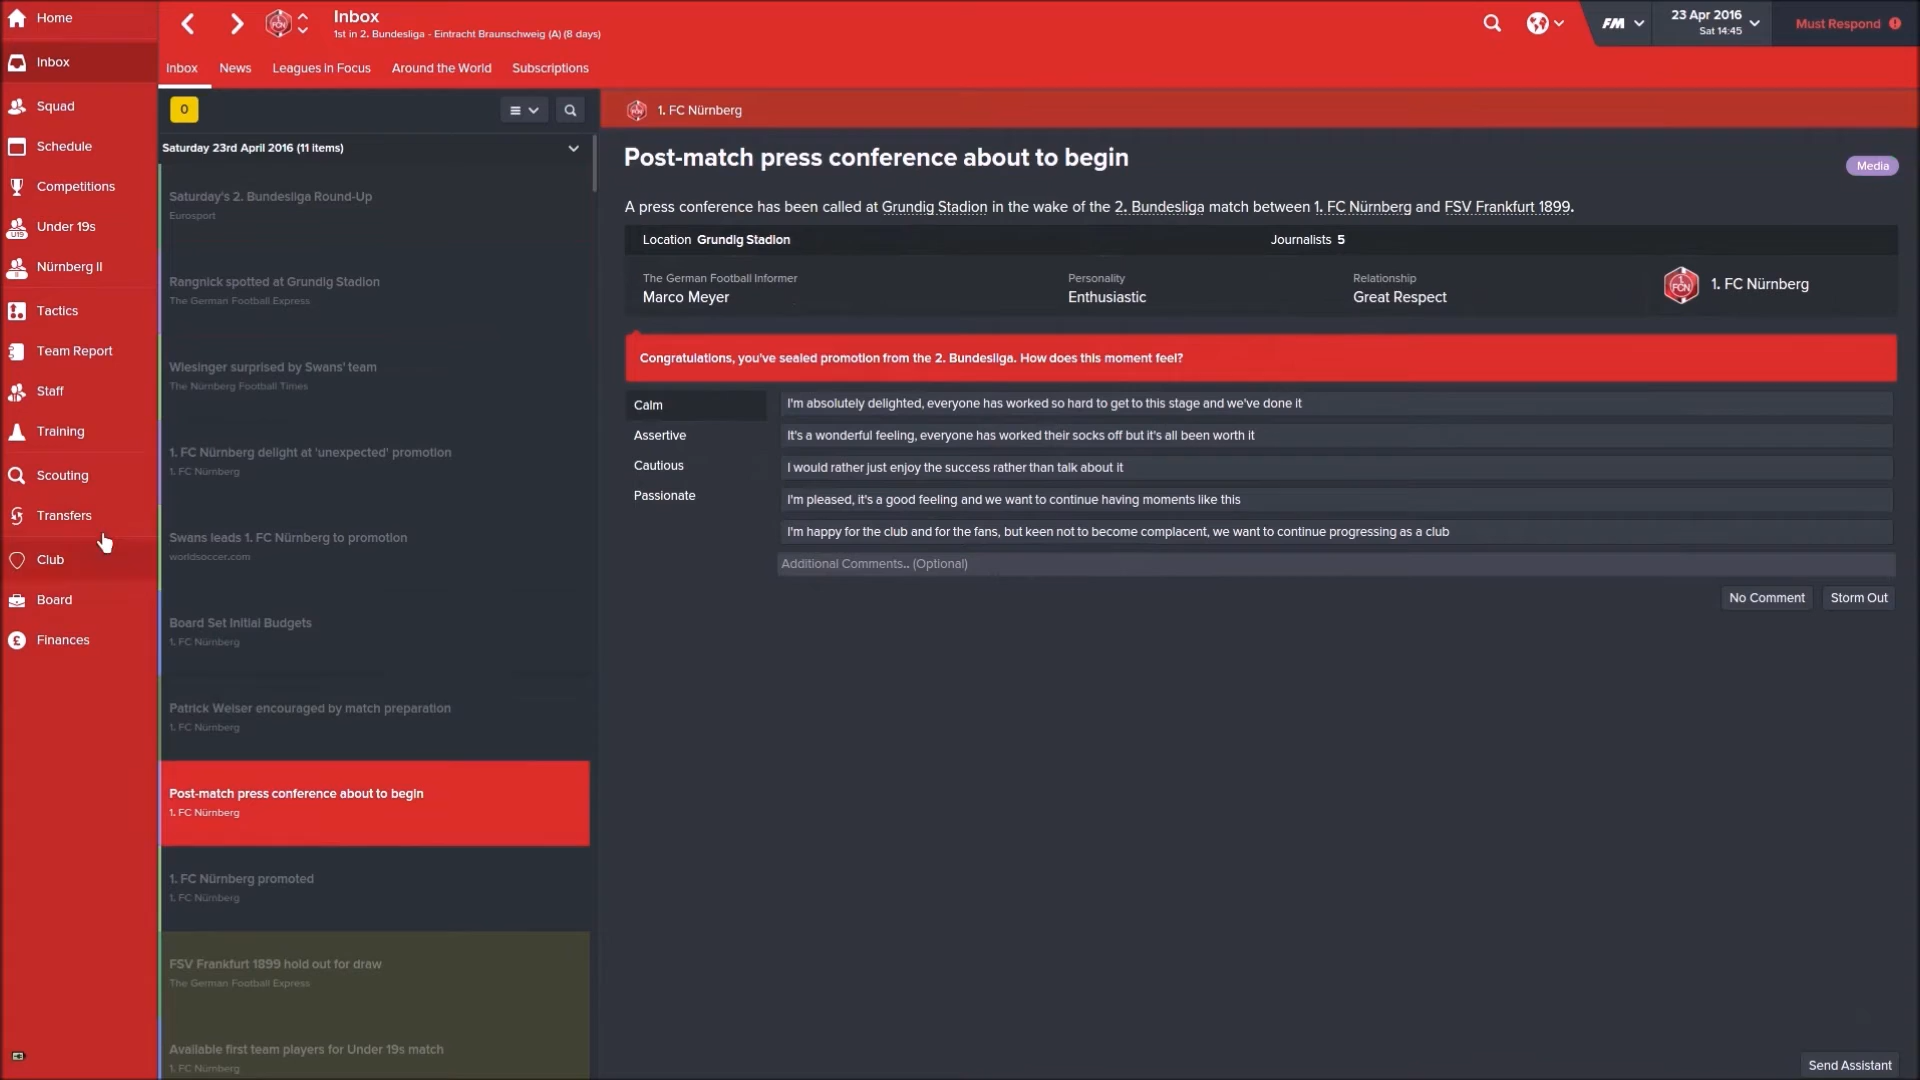 Home
Inbox
Squad
Schedule
Competitions
Under 19s
Nürnberg II
Tactics
Team Report
Staff
Training
Scouting
Transfers
Club
Board
Finances
Inbox
1st in 2. Bundesliga - Eintracht Braunschweig (A) (8 days)
FM
23 Apr 2016
Sat 14:45
Must Respond
Inbox News Leagues in Focus Around the World Subscriptions
0
Saturday 23rd April 2016 (11 items)
Saturday's 2. Bundesliga Round-Up
Eurosport
Rangnick spotted at Grundig Stadion
The German Football Express
Wiesinger surprised by Swans' team
The Nürnberg Football Times
1. FC Nürnberg delight at 'unexpected' promotion
1. FC Nürnberg
Swans leads 1. FC Nürnberg to promotion
worldsoccer.com
Board Set Initial Budgets
1. FC Nürnberg
Patrick Weiser encouraged by match preparation
1. FC Nürnberg
Post-match press conference about to begin
1. FC Nürnberg
1. FC Nürnberg promoted
1. FC Nürnberg
FSV Frankfurt 1899 hold out for draw
The German Football Express
Available first team players for Under 19s match
1. FC Nürnberg
1. FC Nürnberg
Post-match press conference about to begin
Media
A press conference has been called at Grundig Stadion in the wake of the 2. Bundesliga match between 1. FC Nürnberg and FSV Frankfurt 1899.
Location Grundig Stadion Journalists 5
The German Football Informer Personality Relationship
Marco Meyer Enthusiastic Great Respect 1. FC Nürnberg
Congratulations, you've sealed promotion from the 2. Bundesliga. How does this moment feel?
Calm
Assertive
Cautious
Passionate
I'm absolutely delighted, everyone has worked so hard to get to this stage and we've done it
It's a wonderful feeling, everyone has worked their socks off but it's all been worth it
I would rather just enjoy the success rather than talk about it
I'm pleased, it's a good feeling and we want to continue having moments like this
I'm happy for the club and for the fans, but keen not to become complacent, we want to continue progressing as a club
Additional Comments.. (Optional)
No Comment Storm Out
Send Assistant